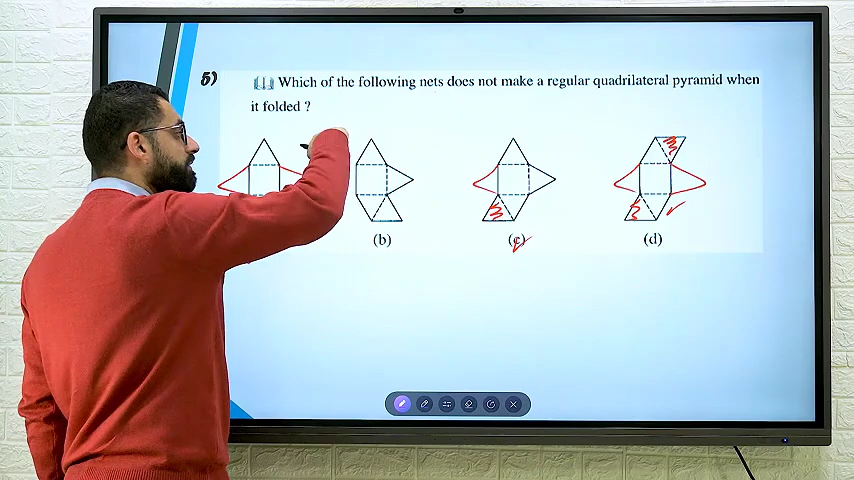 5)
Which of the following nets does not make a regular quadrilateral pyramid when
it folded ?
(b) (c) (d)